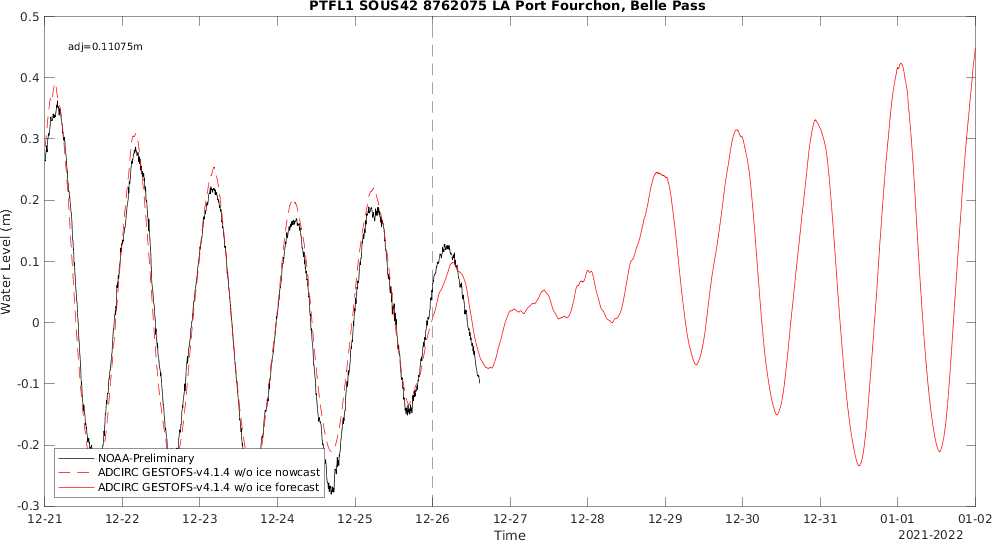 PTFL1 SOUS42 8762075 LA Port Fourchon, Belle Pass
adj=0.11075m
Water Level (m)
0.5
0.4
0.3
0.2
0.1
0
-0.1
-0.2
-0.3
NOAA-Preliminary
ADCIRC GESTOFS-v4.1.4 w/o ice nowcast
ADCIRC GESTOFS-v4.1.4 w/o ice forecast
12-21 12-22 12-23 12-24 12-25 12-26 12-27 12-28 12-29 12-30 12-31 01-01 01-02
Time
2021-2022